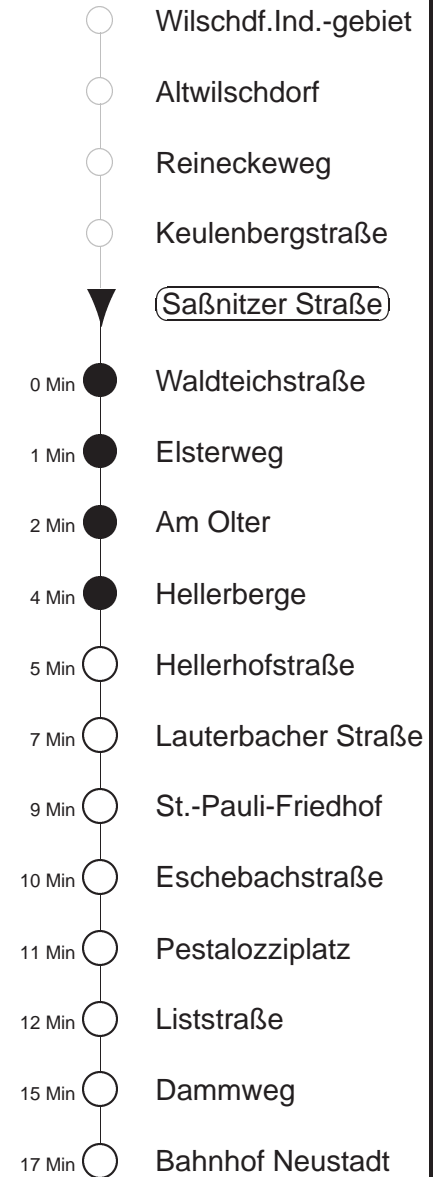 Wilschdf.Ind.-gebiet
Altwilschdorf
Reineckeweg
Keulenbergstraße
Saßnitzer Straße
0 Min Waldteichstraße
1 Min Elsterweg
2 Min Am Olter
4 Min Hellerberge
5 Min Hellerhofstraße
7 Min Lauterbacher Straße
9 Min St.-Pauli-Friedhof
10 Min Eschebachstraße
11 Min Pestalozziplatz
12 Min Liststraße
15 Min Dammweg
17 Min Bahnhof Neustadt